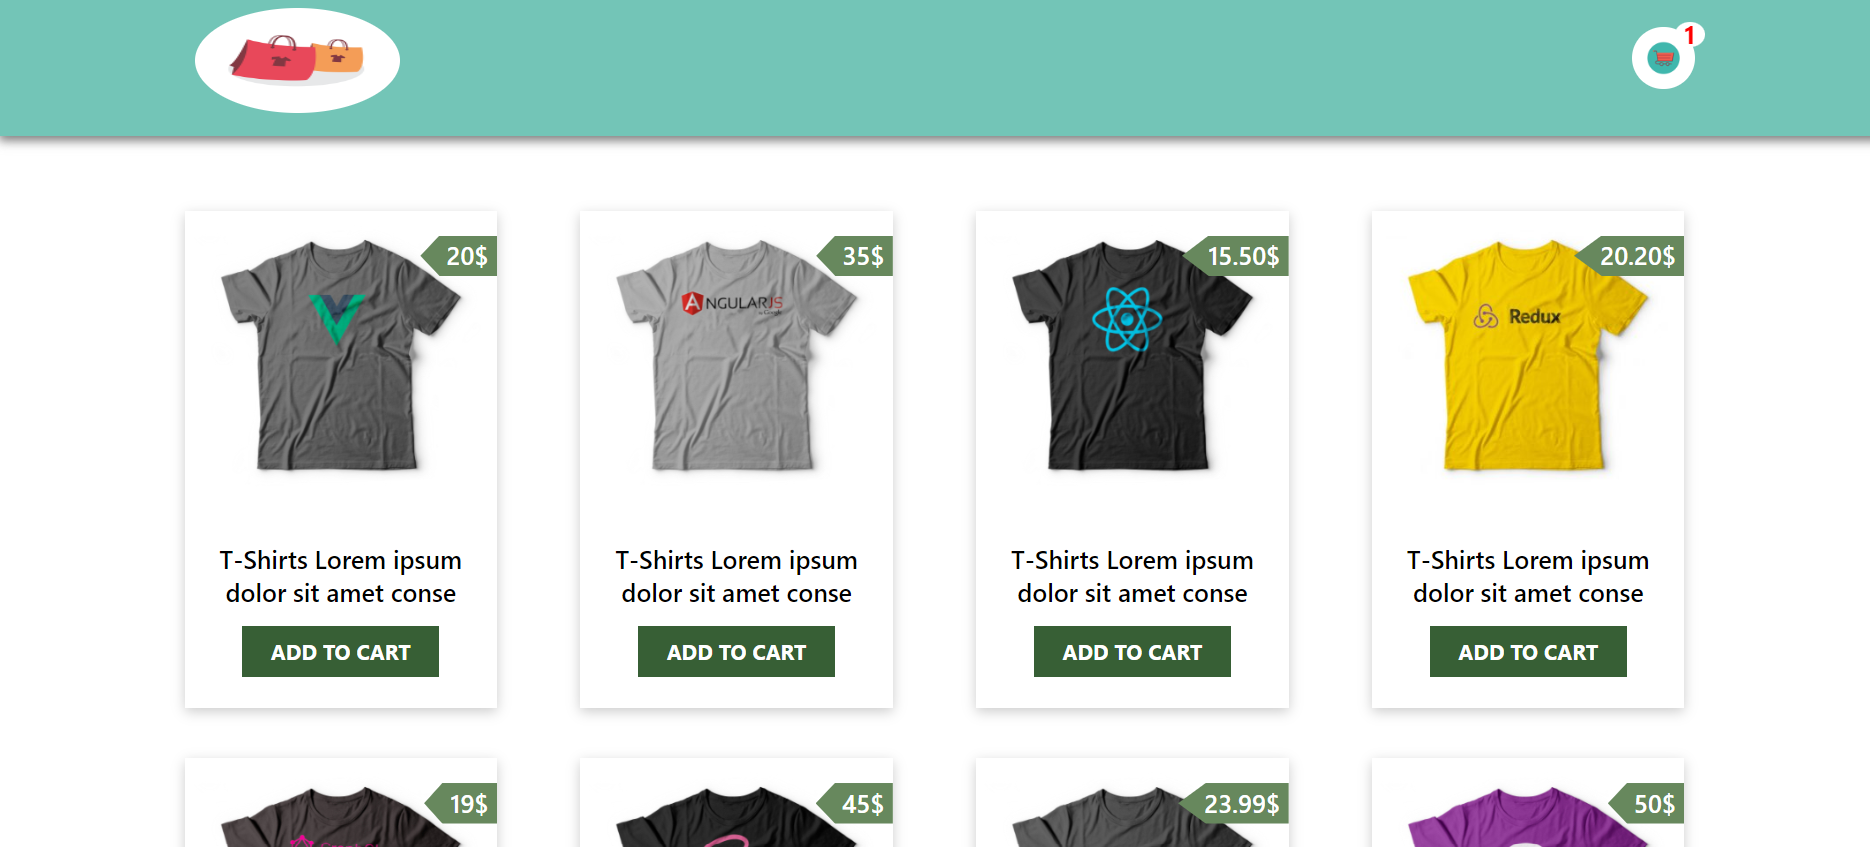 1
20$
35$
15.50$
20.20$
ANGULARJS
by Google
Redux
T-Shirts Lorem ipsum
dolor sit amet conse
ADD TO CART
T-Shirts Lorem ipsum
dolor sit amet conse
ADD TO CART
T-Shirts Lorem ipsum
dolor sit amet conse
ADD TO CART
T-Shirts Lorem ipsum
dolor sit amet conse
ADD TO CART
19$
45$
23.99$
50$